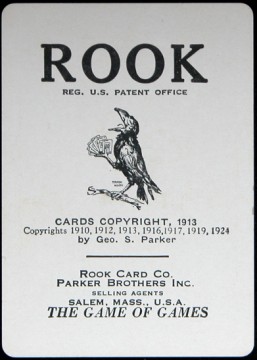 ROOK
REG. U.S. PATENT OFFICE
CARDS COPYRIGHT, 1913
Copyrights 1910, 1912, 1913, 1916, 1917, 1919, 1924
by Geo. S. Parker
ROOK CARD CO.
PARKER BROTHERS INC.
SELLING AGENTS
SALEM, MASS., U.S.A.
THE GAME OF GAMES